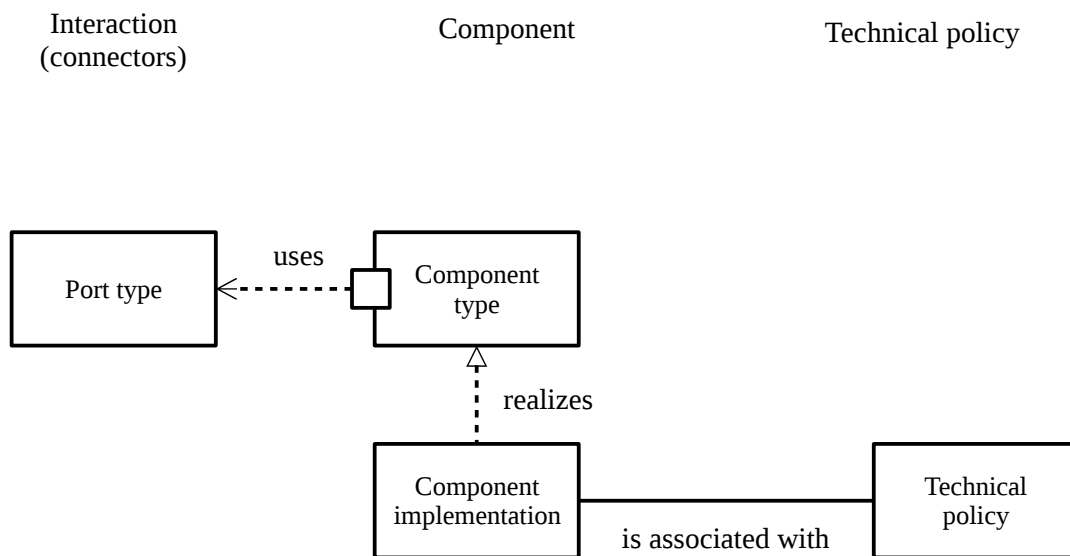 Interaction
(connectors)
Component
Technical policy
uses
Port type
Component
type
realizes
Component
implementation
Technical
policy
is associated with